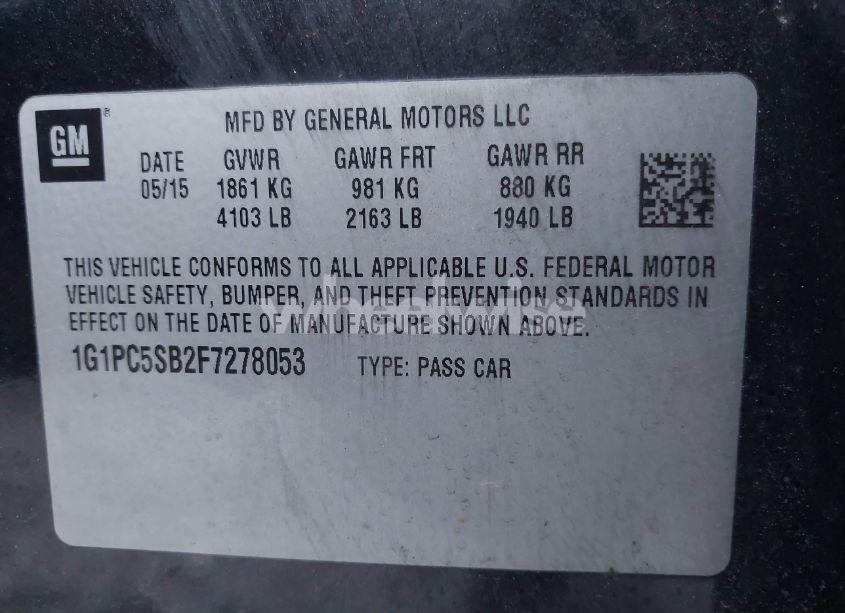 GM
MFD BY GENERAL MOTORS LLC
DATE GVWR GAWR FRT GAWR RR
05/15 1861 KG 981 KG 880 KG
4103 LB 2163 LB 1940 LB
THIS VEHICLE CONFORMS TO ALL APPLICABLE U.S. FEDERAL MOTOR
VEHICLE SAFETY, BUMPER, AND THEFT PREVENTION STANDARDS IN
EFFECT ON THE DATE OF MANUFACTURE SHOWN ABOVE.
1G1PC5SB2F7278053 TYPE: PASS CAR